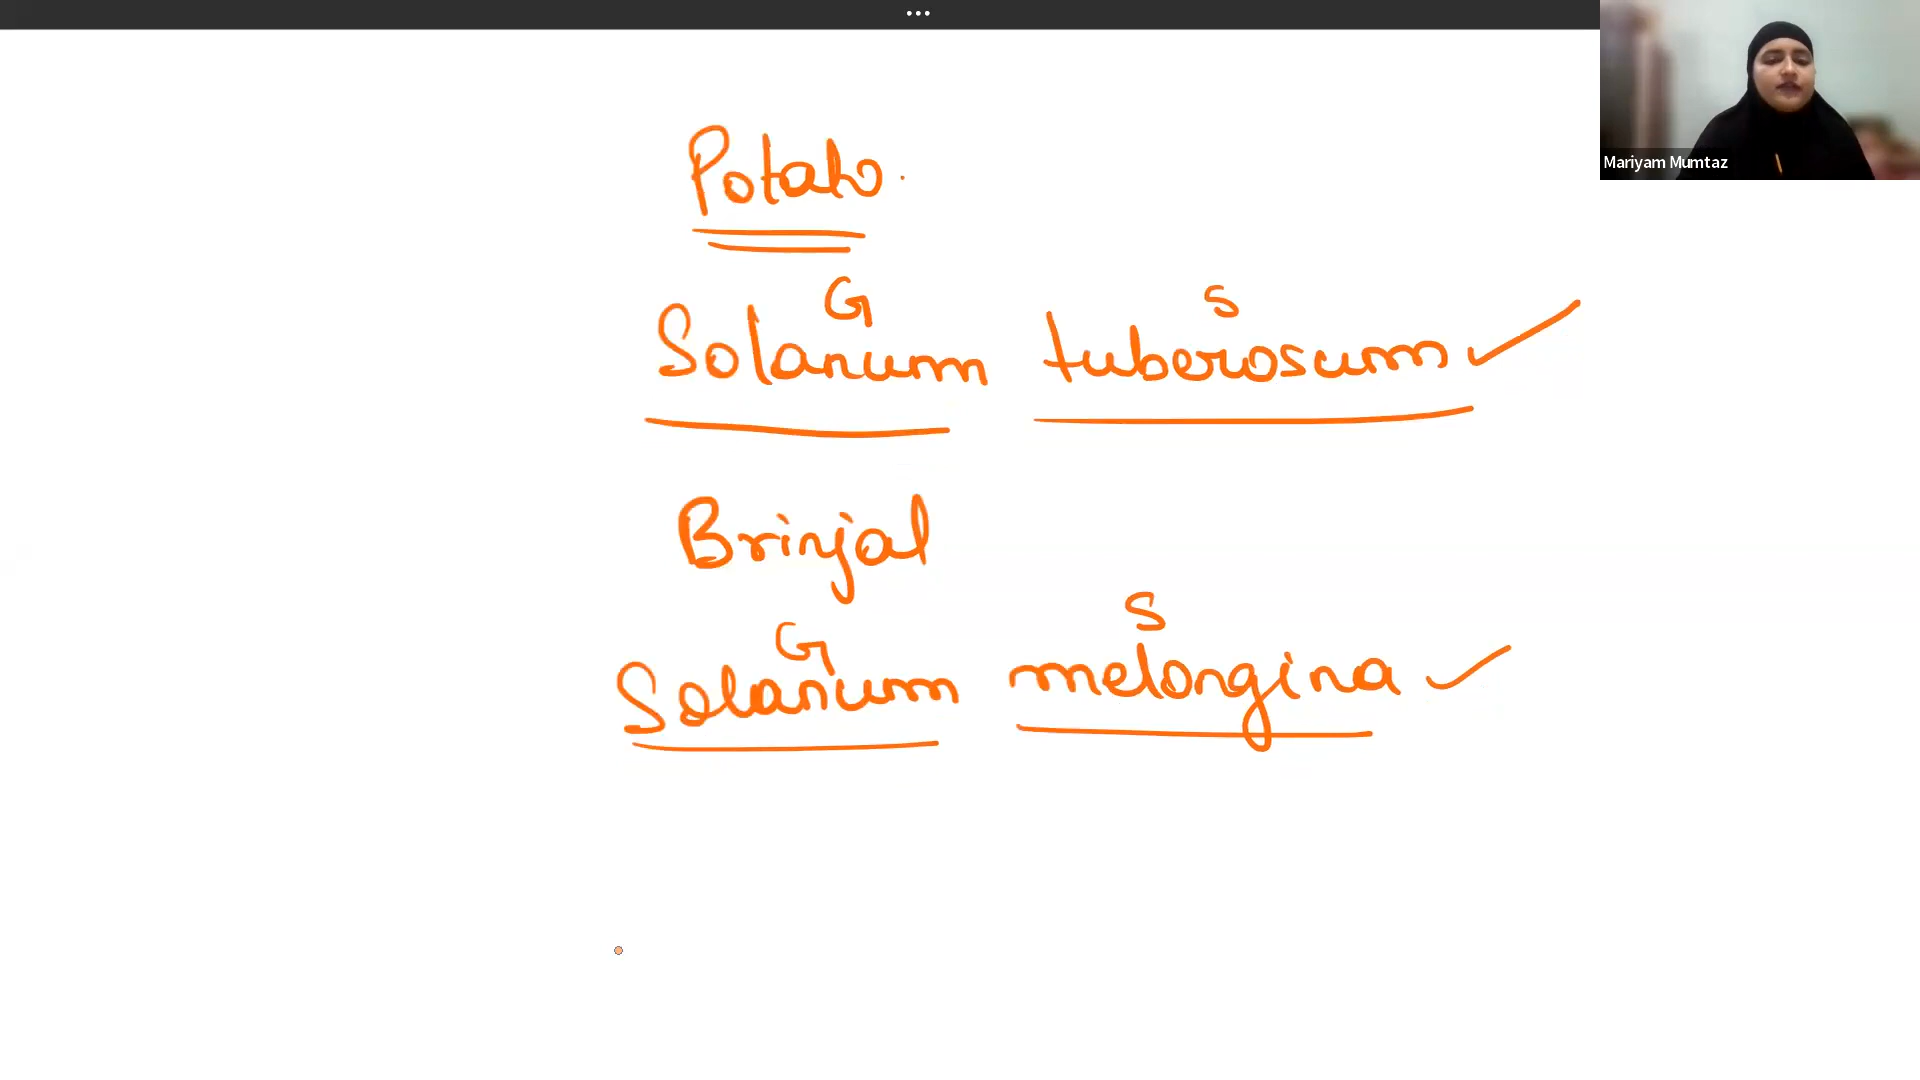 Mariyam Mumtaz
Potato.
G S
Solanum tuberosum
Brinjal
G S
Solanum melongina